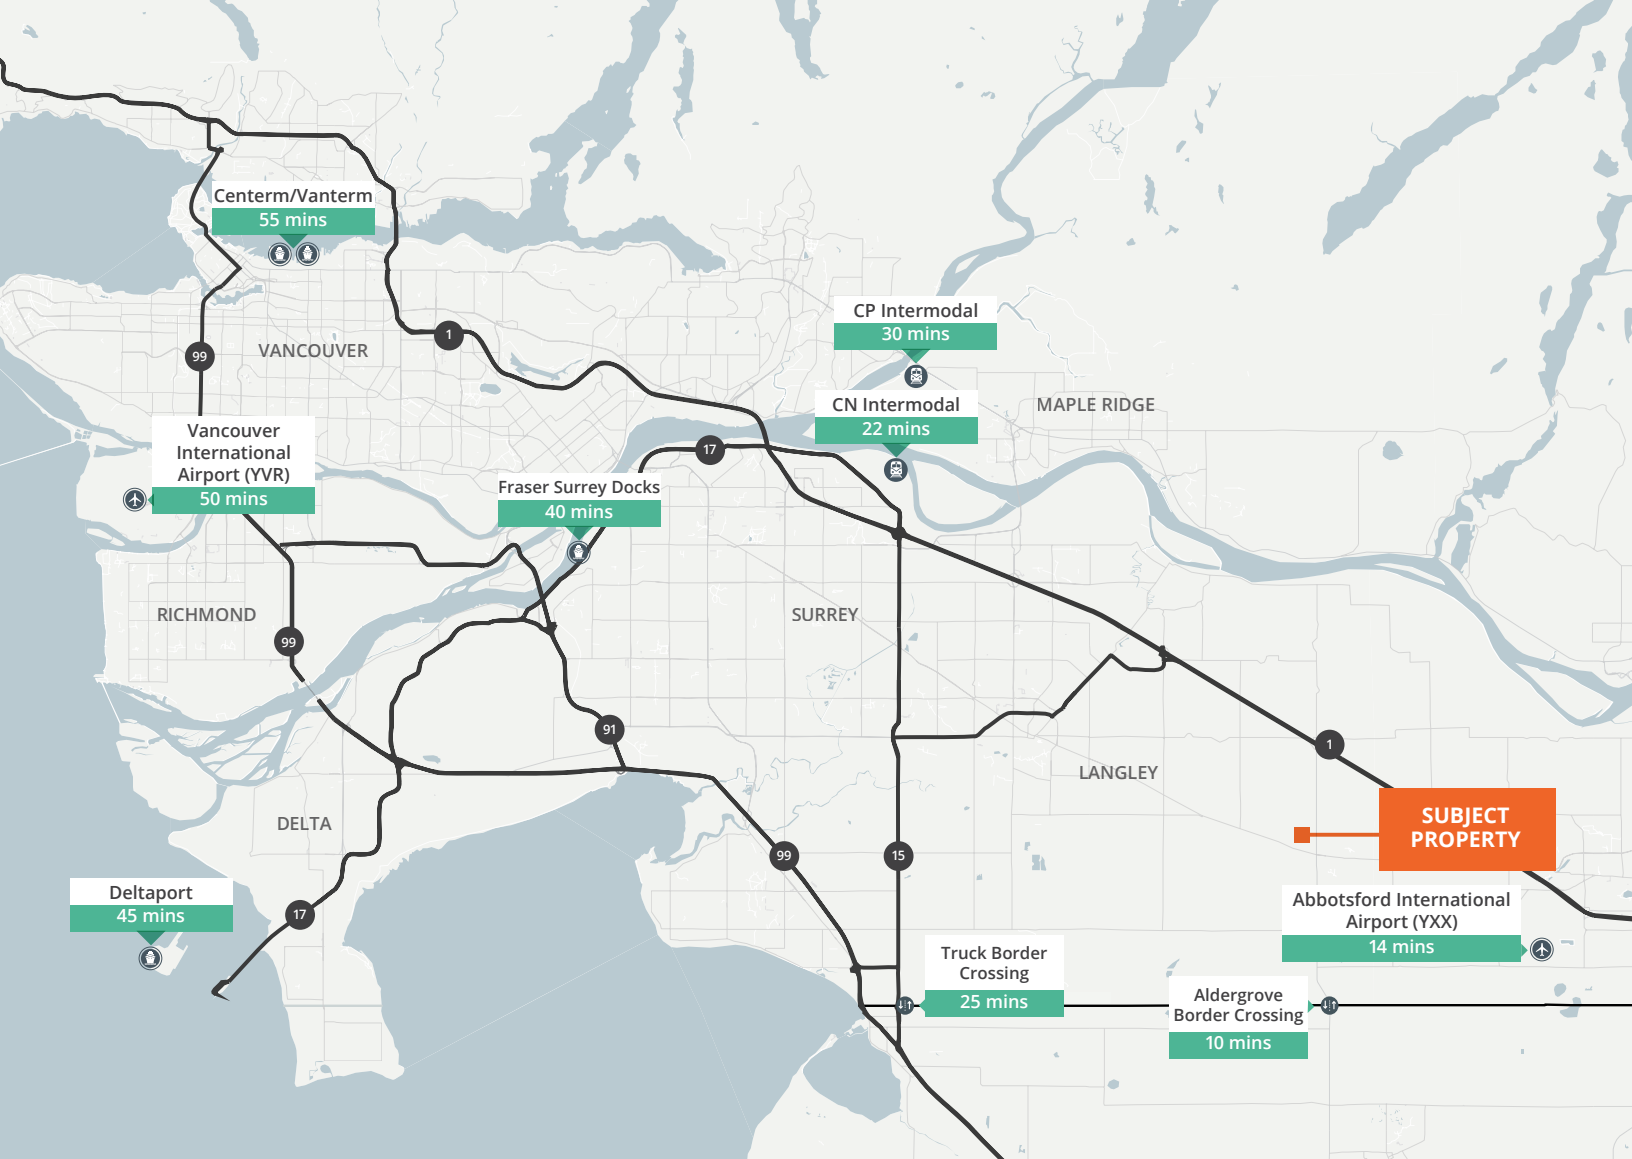 Centerm/Vanterm
55 mins
CP Intermodal
30 mins
1
99
VANCOUVER
CN Intermodal
22 mins
MAPLE RIDGE
Vancouver
International
Airport (YVR)
50 mins
17
Fraser Surrey Docks
40 mins
RICHMOND
SURREY
99
91
1
LANGLEY
SUBJECT
PROPERTY
DELTA
99
15
Deltaport
45 mins
17
Abbotsford International
Airport (YXX)
14 mins
Truck Border
Crossing
25 mins
Aldergrove
Border Crossing
10 mins